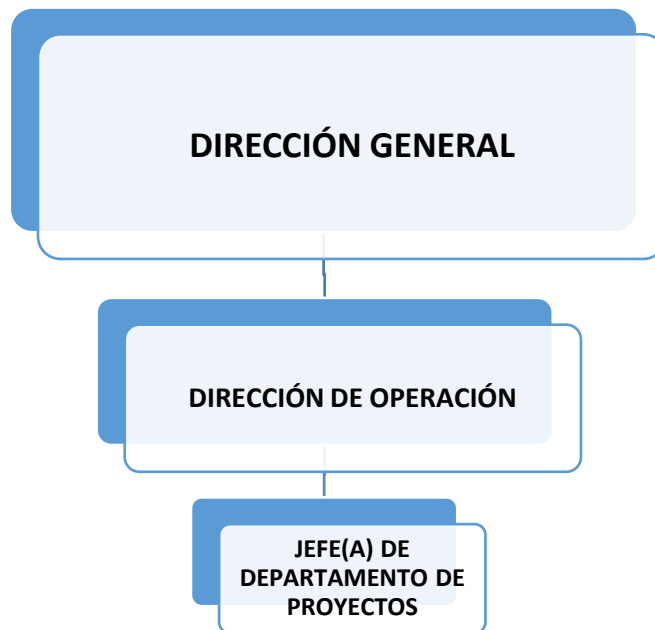 DIRECCIÓN GENERAL
DIRECCIÓN DE OPERACIÓN
JEFE(A) DE
DEPARTAMENTO DE
PROYECTOS